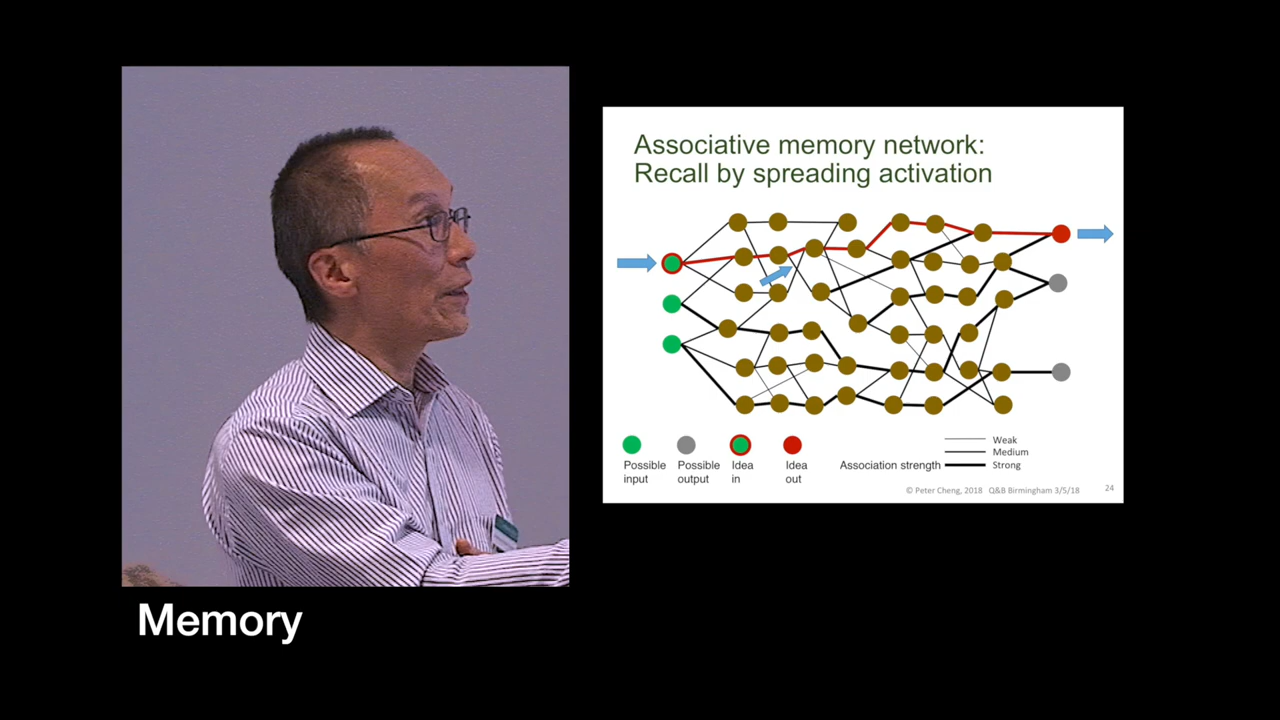 Associative memory network:
Recall by spreading activation
Possible input
Possible output
Idea in
Idea out
Association strength
Weak
Medium
Strong
© Peter Cheng, 2018 Q&B Birmingham 3/5/18
24
Memory